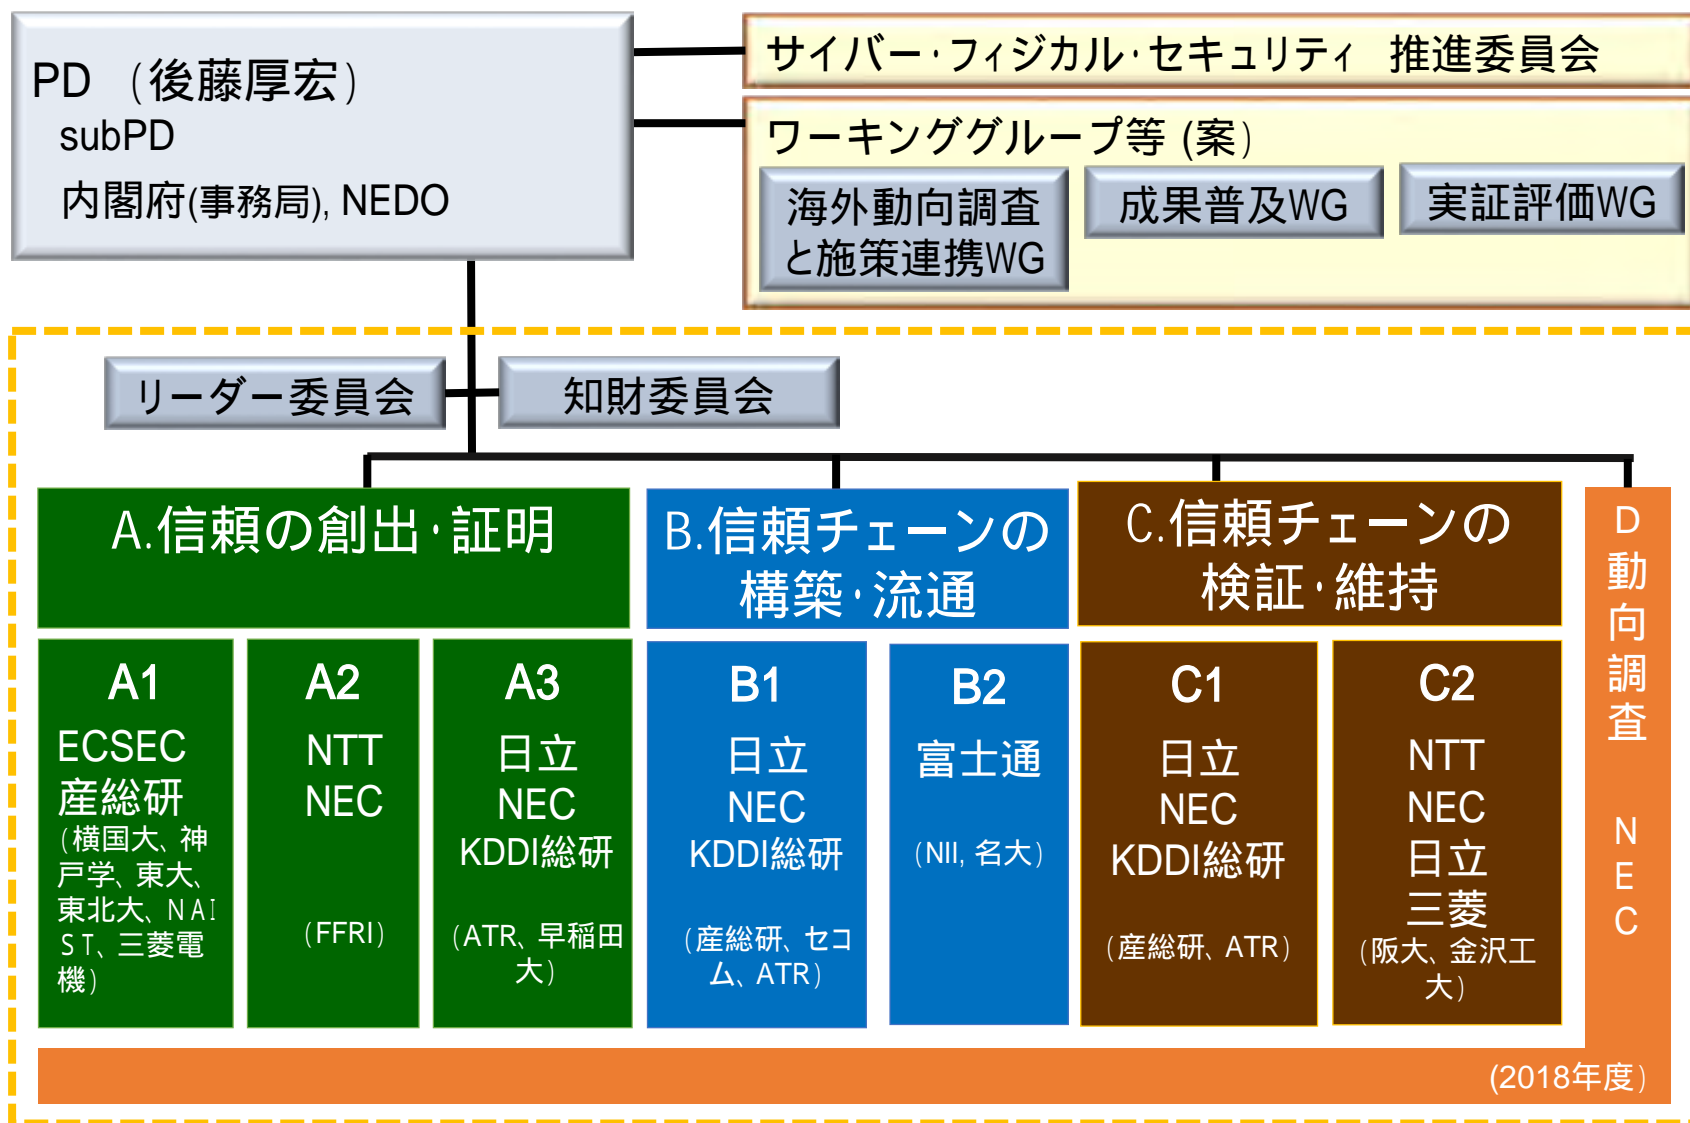 PD (後藤厚宏)
subPD
内閣府(事務局), NEDO
サイバー・フィジカル・セキュリティ 推進委員会
ワーキンググループ等 (案)
海外動向調査
と施策連携WG
成果普及WG
実証評価WG
リーダー委員会
知財委員会
A.信頼の創出・証明
B.信頼チェーンの
構築・流通
C.信頼チェーンの
検証・維持
A1
ECSEC
産総研
(横国大、神
戸学、東大、
東北大、NAI
ST、三菱電
機)
A2
NTT
NEC
(FFRI)
A3
日立
NEC
KDDI総研
(ATR、早稲田
大)
B1
日立
NEC
KDDI総研
(産総研、セコ
ム、ATR)
B2
富士通
(NII, 名大)
C1
日立
NEC
KDDI総研
(産総研、ATR)
C2
NTT
NEC
日立
三菱
(阪大、金沢工
大)
D
動
向
調
査
N
E
C
(2018年度)